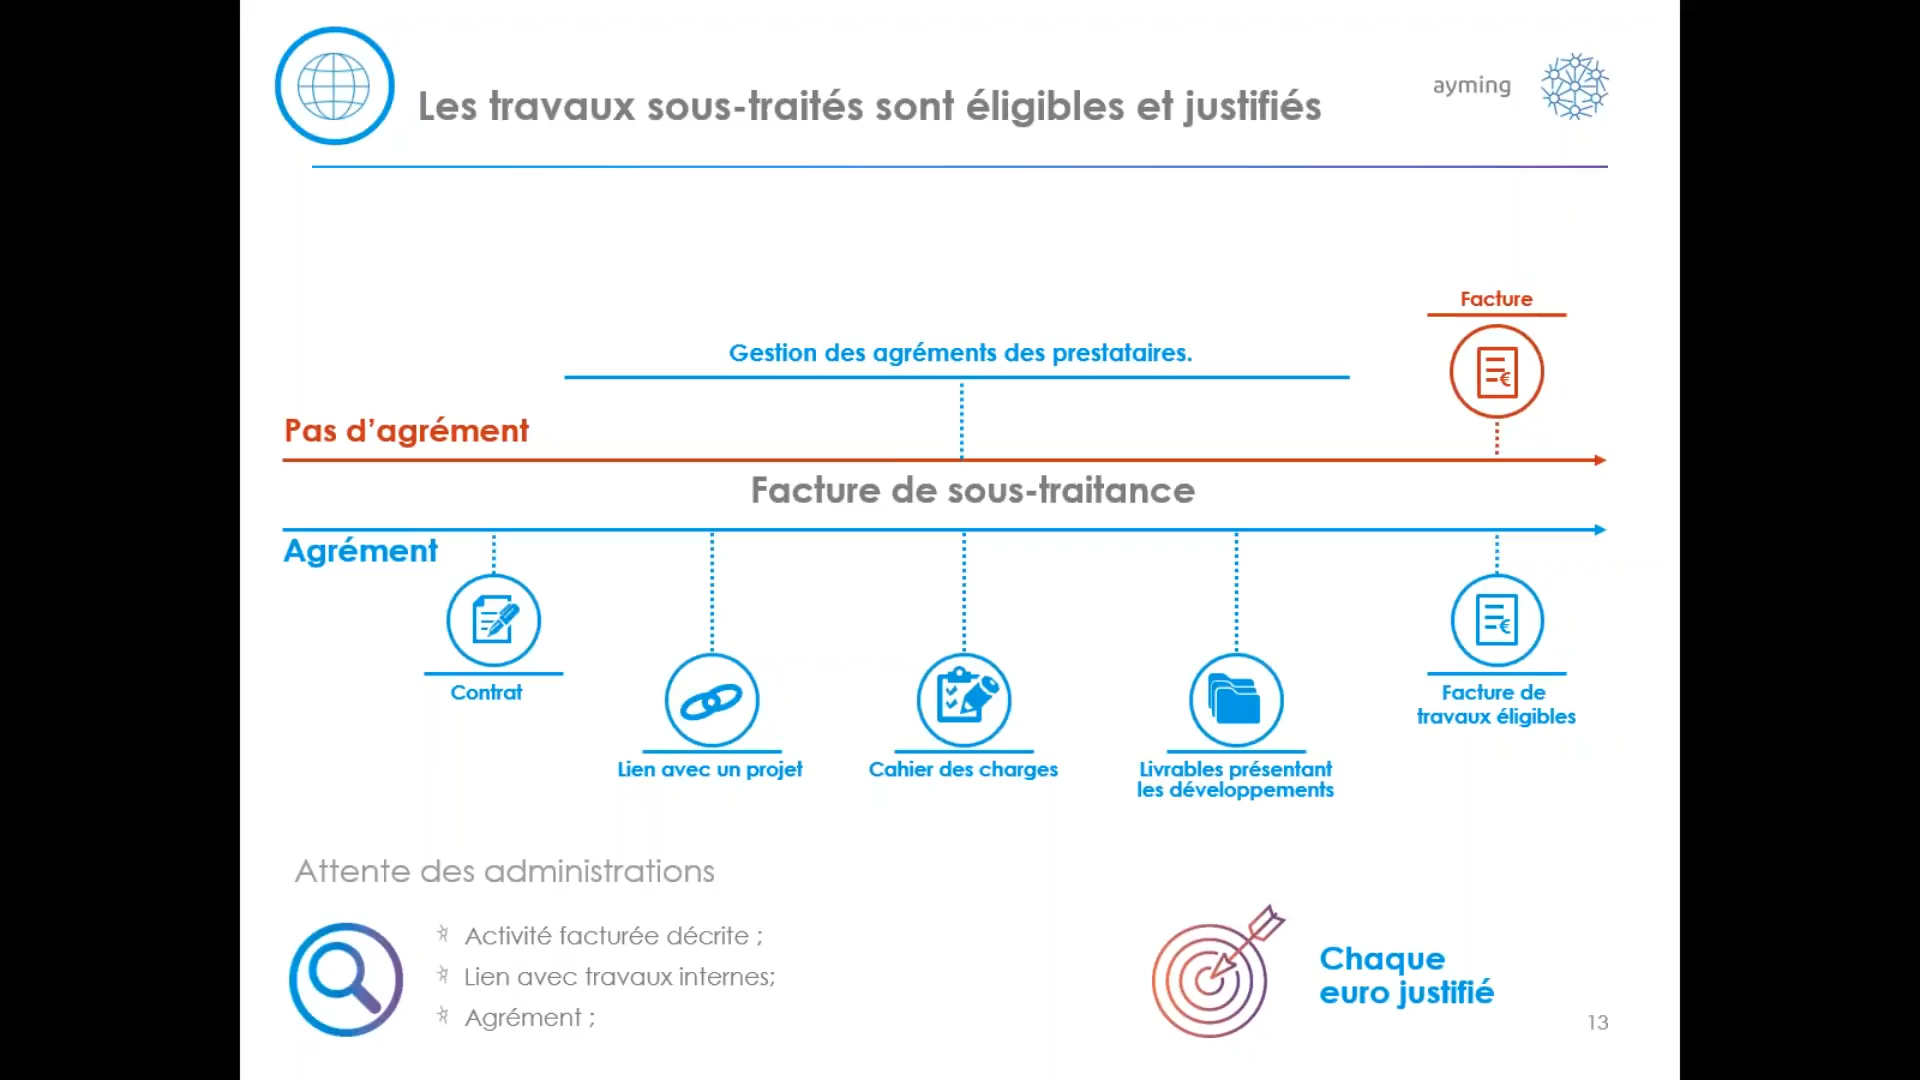 Les travaux sous-traités sont éligibles et justifiés
ayming
Facture
€
Gestion des agréments des prestataires.
Pas d’agrément
Facture de sous-traitance
Agrément
€
Contrat
Facture de
travaux éligibles
Lien avec un projet
Cahier des charges
Livrables présentant
les développements
Attente des administrations
Activité facturée décrite ;
Lien avec travaux internes;
Agrément ;
Chaque
euro justifié
13